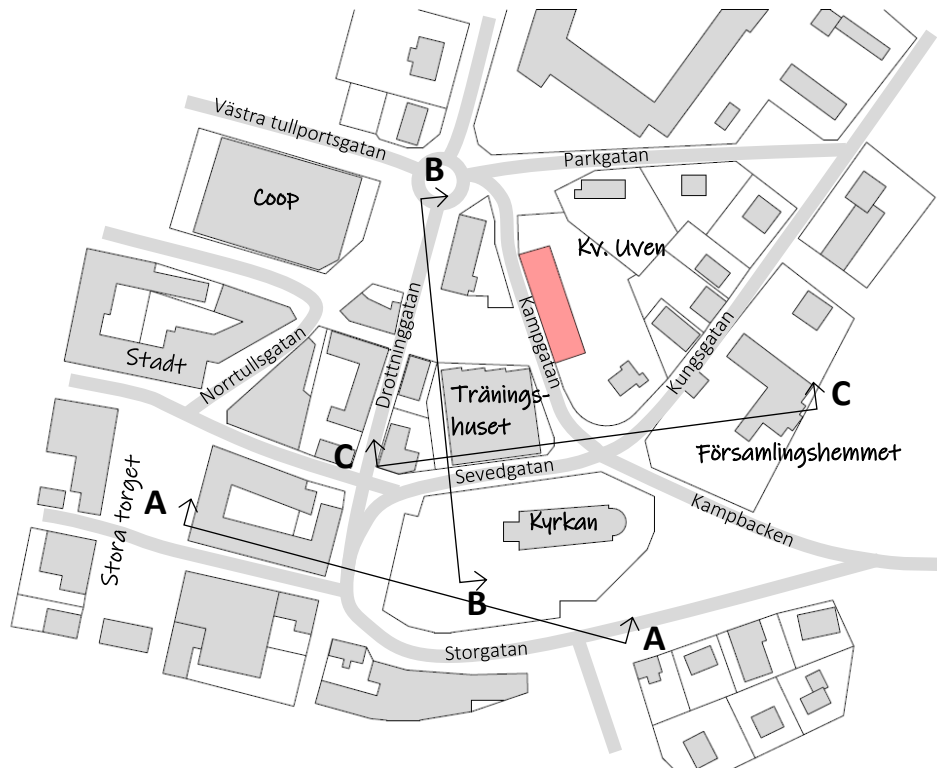 Västra tullportsgatan
B
Parkgatan
Coop
Kv. Uven
Drottninggatan
Kampgatan
Norrtullsgatan
Stadt
Kungsgatan
Tränings-
huset
C
C
Sevedgatan
Församlingshemmet
A
Stora torget
Kyrkan
Kampbacken
B
A
Storgatan